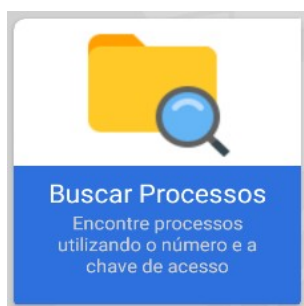 Buscar Processos
Encontre processos
utilizando o número e a
chave de acesso